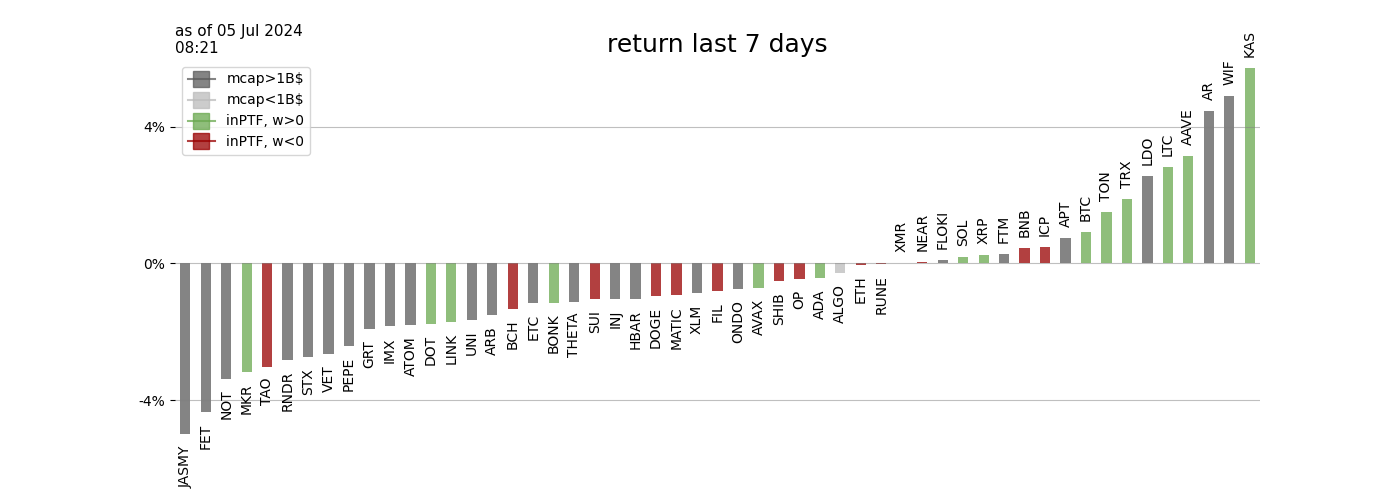 as of 05 Jul 2024
08:21
return last 7 days
mcap>1B$
mcap<1B$
inPTF, w>0
inPTF, w<0
4%
0%
-4%
JASMY
FET
NOT
MKR
TAO
RNDR
STX
VET
PEPE
GRT
IMX
ATOM
DOT
LINK
UNI
ARB
BCH
ETC
BONK
THETA
SUI
INJ
HBAR
DOGE
MATIC
XLM
FIL
ONDO
AVAX
SHIB
OP
ADA
ALGO
ETH
RUNE
XMR
NEAR
FLOKI
SOL
XRP
FTM
BNB
ICP
APT
BTC
TON
TRX
LDO
LTC
AAVE
AR
WIF
KAS